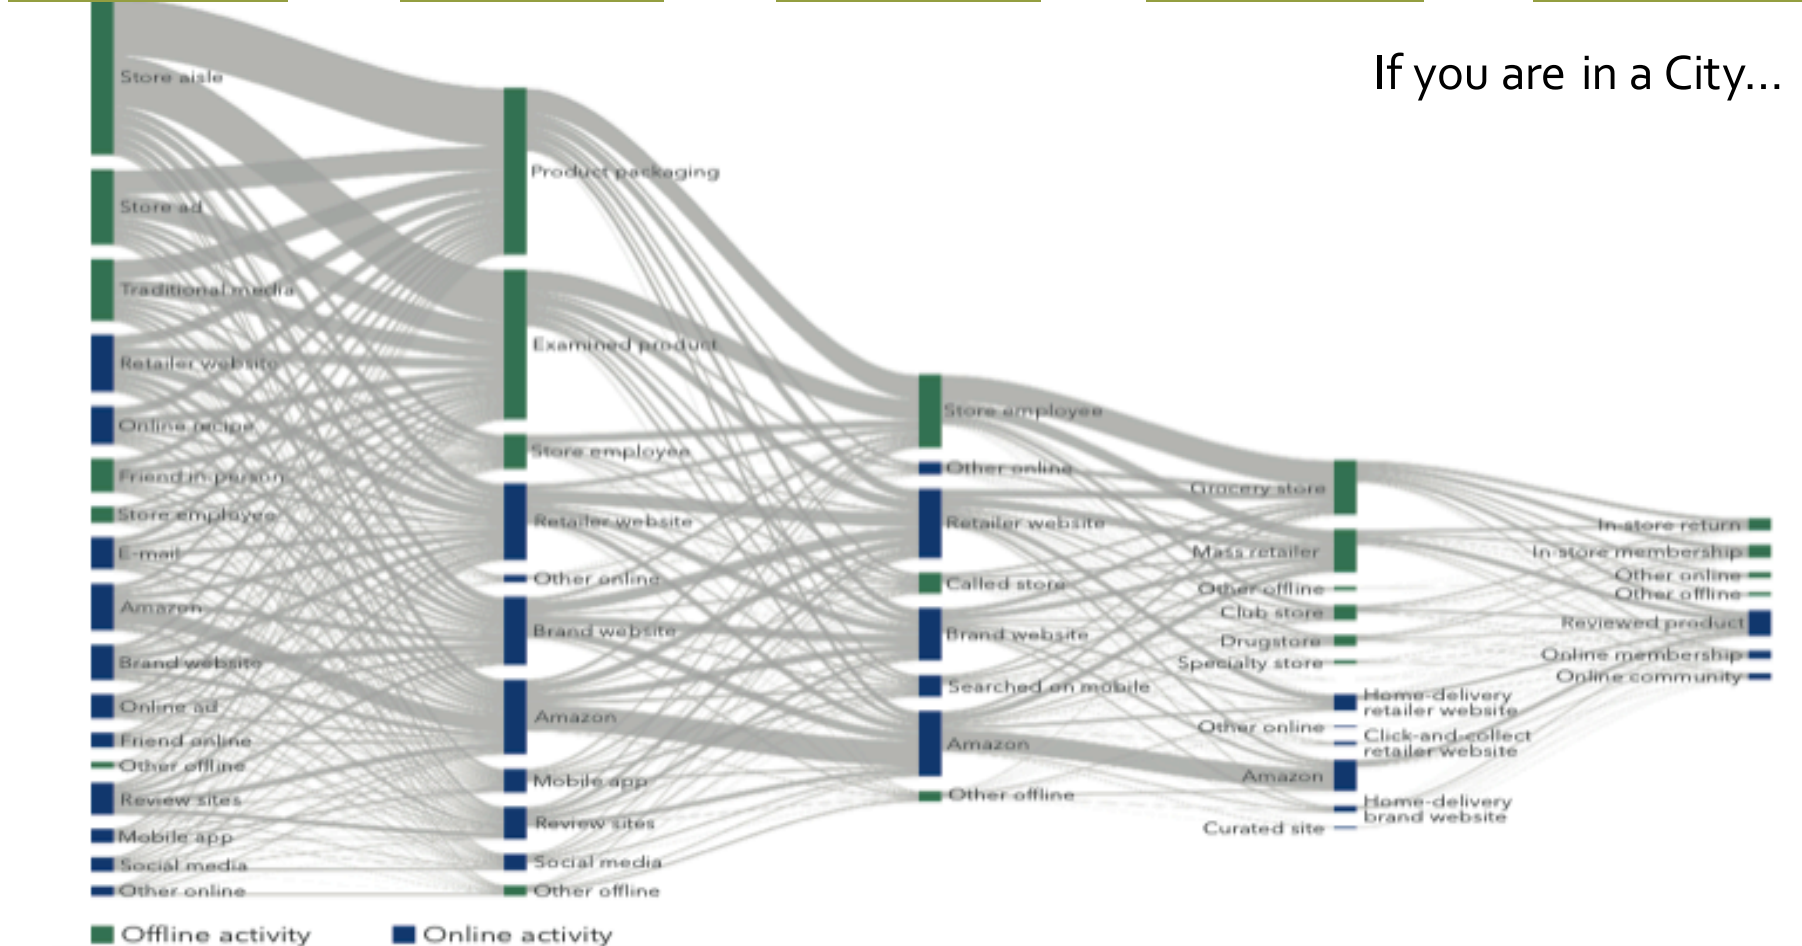 If you are in a City...
Store aisle
Store ad
Traditional media
Retailer website
Online recipe
Friend in person
Store employee
E-mail
Amazon
Brand website
Online ad
Friend online
Other offline
Review sites
Mobile app
Social media
Other online
Product packaging
Examined product
Store employee
Retailer website
Other online
Brand website
Amazon
Mobile app
Review sites
Social media
Other offline
Store employee
Other online
Retailer website
Called store
Brand website
Searched on mobile
Amazon
Other offline
Grocery store
Mass retailer
Other offline
Club store
Drugstore
Specialty store
Home-delivery
retailer website
Other online
Click-and-collect
retailer website
Amazon
Home-delivery
brand website
Curated site
In-store return
In-store membership
Other online
Other offline
Reviewed product
Online membership
Online community
Offline activity
Online activity